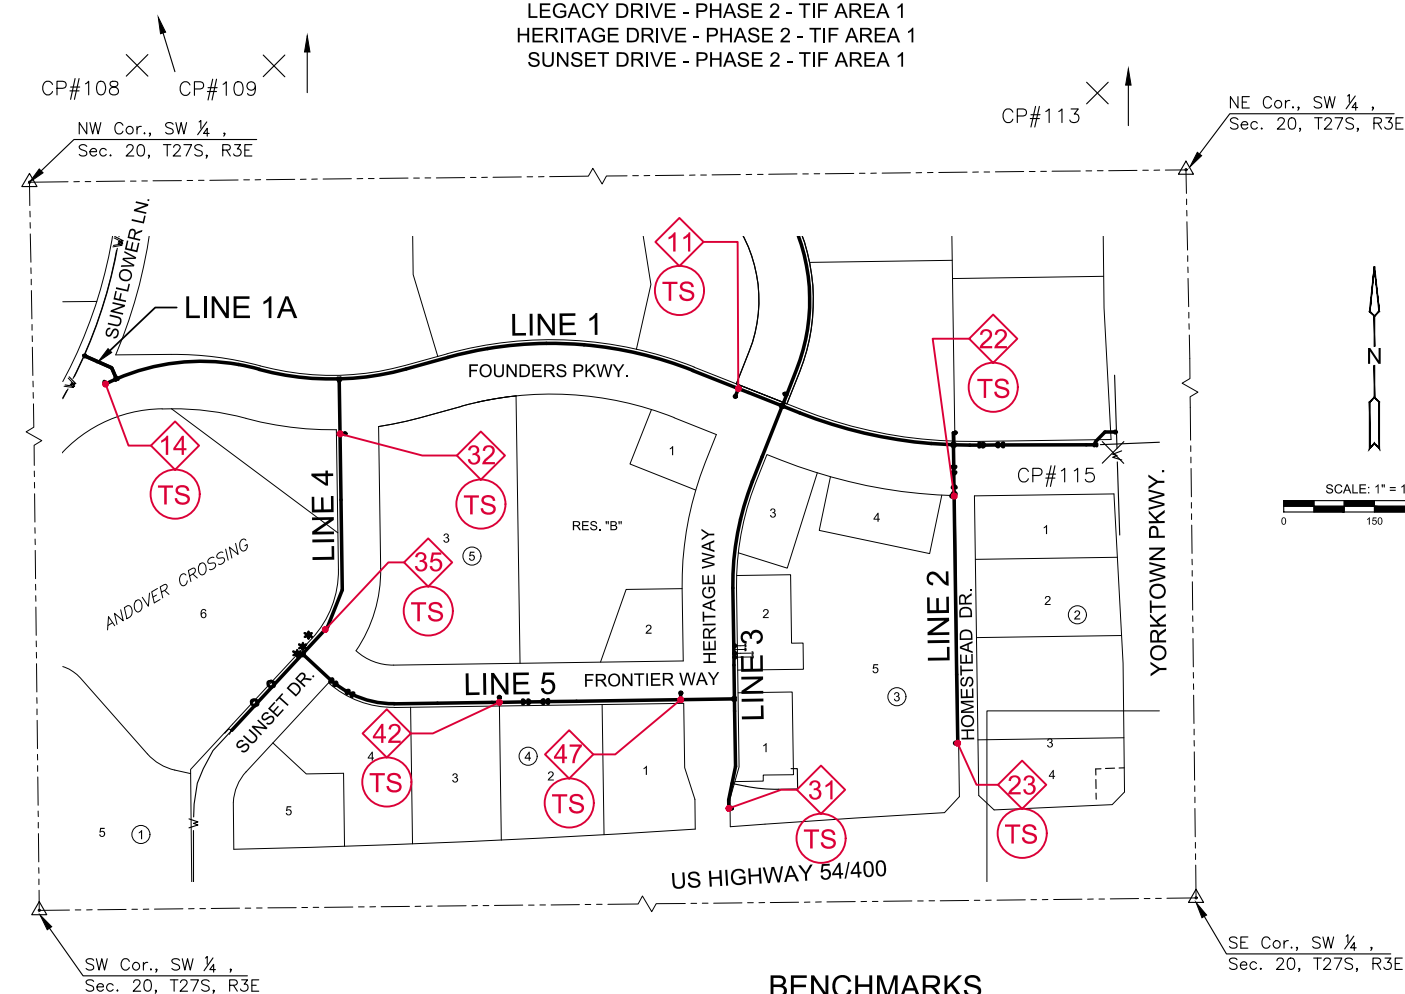 LEGACY DRIVE - PHASE 2 - TIF AREA 1
HERITAGE DRIVE - PHASE 2 - TIF AREA 1
SUNSET DRIVE - PHASE 2 - TIF AREA 1
CP#108
CP#109
CP#113
NW Cor., SW ¼ ,
Sec. 20, T27S, R3E
NE Cor., SW ¼ ,
Sec. 20, T27S, R3E
SUNFLOWER LN.
W
LINE 1A
LINE 1
FOUNDERS PKWY.
11
TS
22
TS
N
SCALE: 1" = 1
0
150
14
TS
32
TS
LINE 4
1
RES. "B"
3
4
CP#115
W
YORKTOWN PKWY.
1
2
2
3
5
35
TS
ANDOVER CROSSING
6
2
HERITAGE WAY
2
LINE 3
LINE 2
HOMESTEAD DR.
5
3
SUNSET DR.
LINE 5
FRONTIER WAY
42
TS
4
3
4
2
47
TS
1
1
31
TS
3
4
23
TS
5
5
1
W
US HIGHWAY 54/400
SW Cor., SW ¼ ,
Sec. 20, T27S, R3E
SE Cor., SW ¼ ,
Sec. 20, T27S, R3E
BENCHMARKS